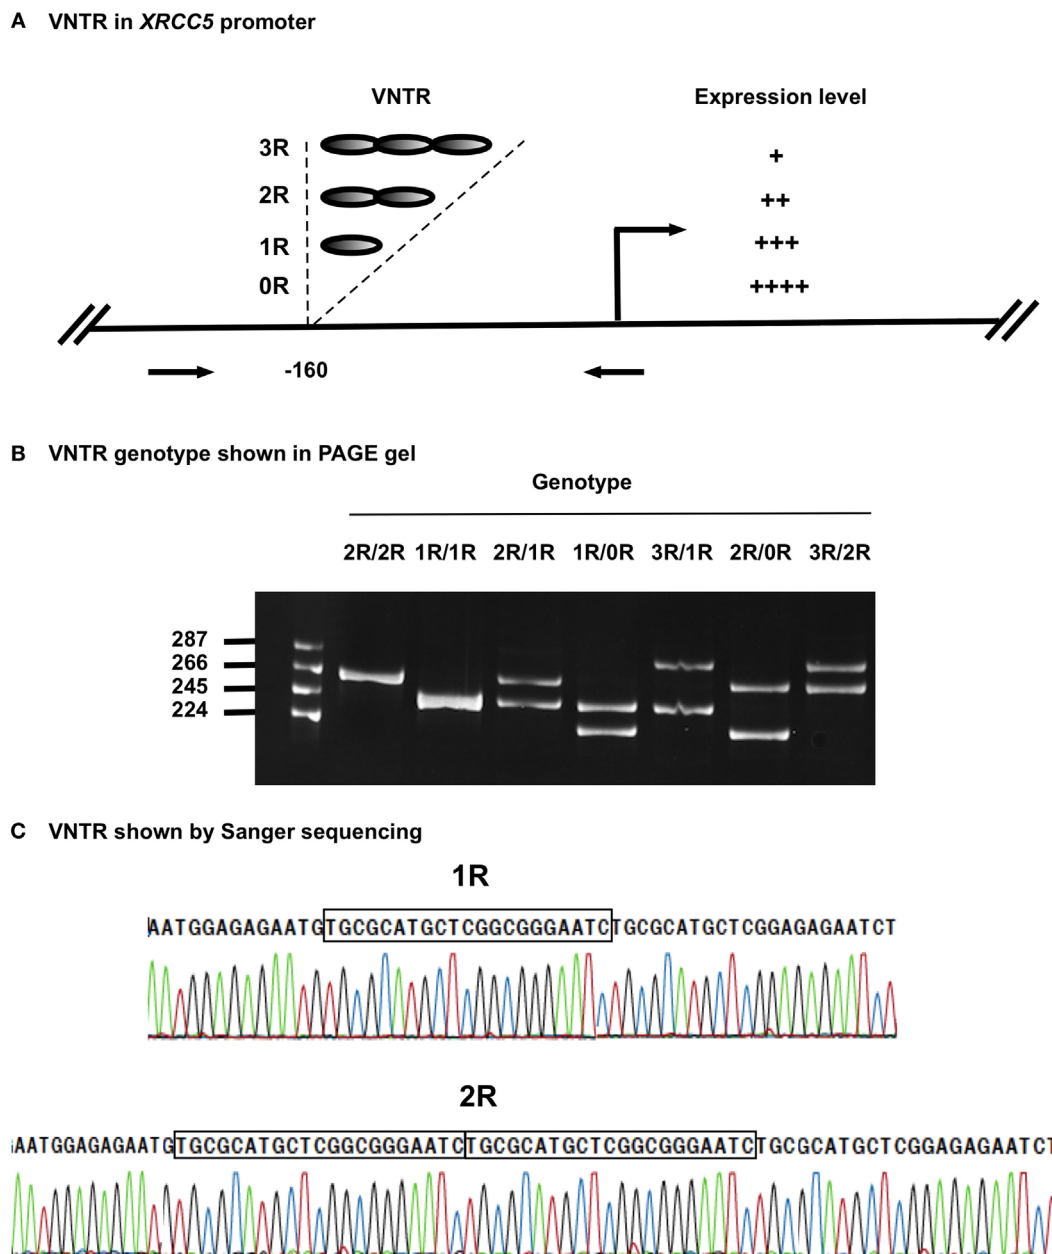 A VNTR in XRCC5 promoter
VNTR Expression level
3R +
2R ++
1R +++
0R ++++
-160
B VNTR genotype shown in PAGE gel
Genotype
2R/2R 1R/1R 2R/1R 1R/0R 3R/1R 2R/0R 3R/2R
287
266
245
224
C VNTR shown by Sanger sequencing
1R
AATGGAGAGAATGTGCGCATGCTCGGCGGGAATCTGCGCATGCTCGGAGAGAATCT
2R
GAATGGAGAGAATGTGCGCATGCTCGGCGGGAATCTGCGCATGCTCGGCGGGAATCTGCGCATGCTCGGAGAGAATCT